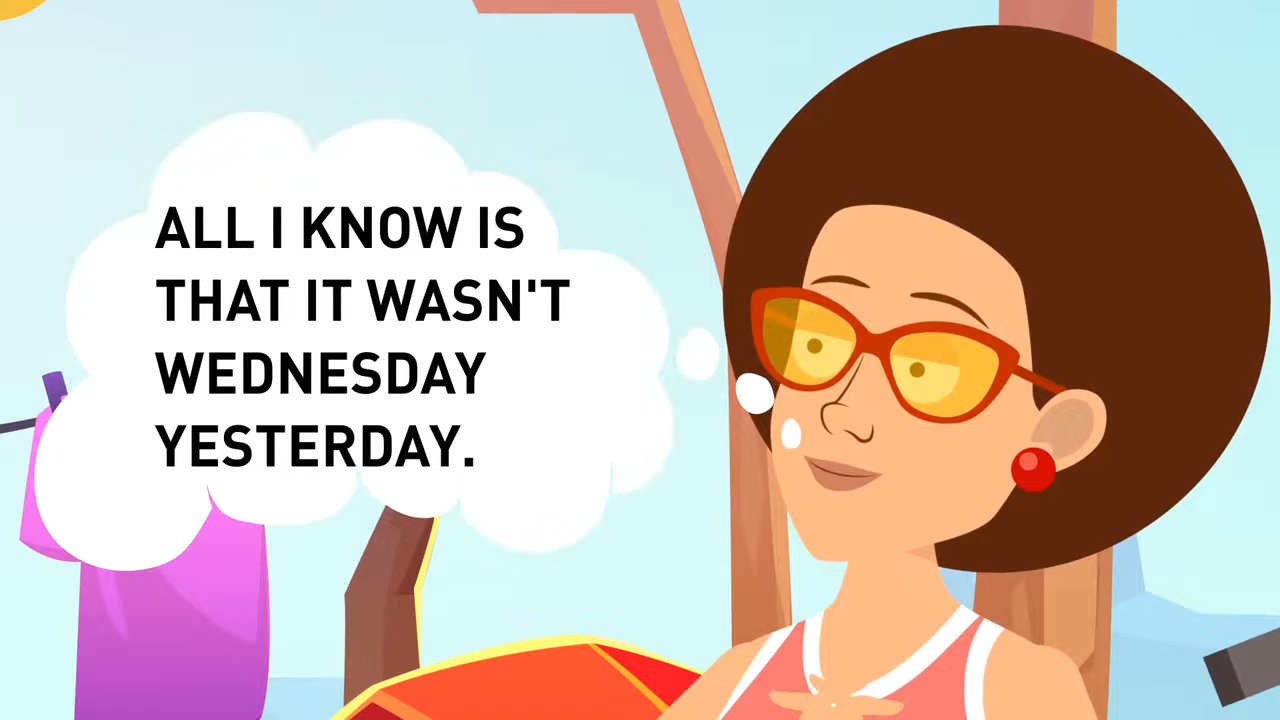 ALL I KNOW IS
THAT IT WASN'T
WEDNESDAY
YESTERDAY.